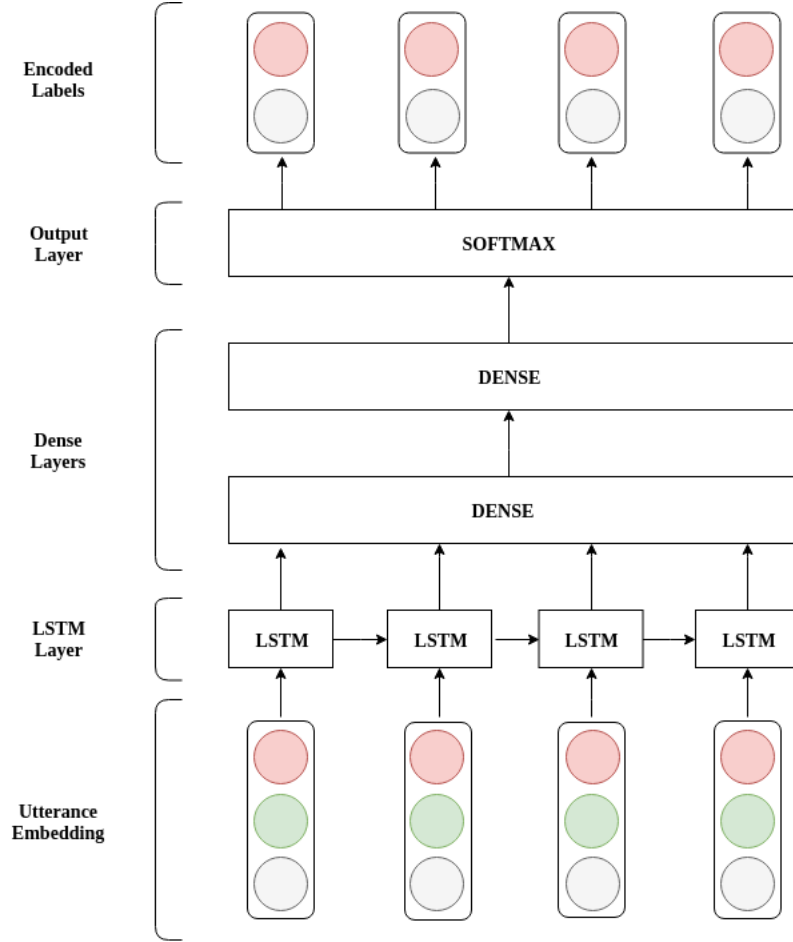 Encoded
Labels
Output
Layer
SOFTMAX
DENSE
Dense
Layers
DENSE
LSTM
Layer
LSTM
LSTM
LSTM
LSTM
Utterance
Embedding